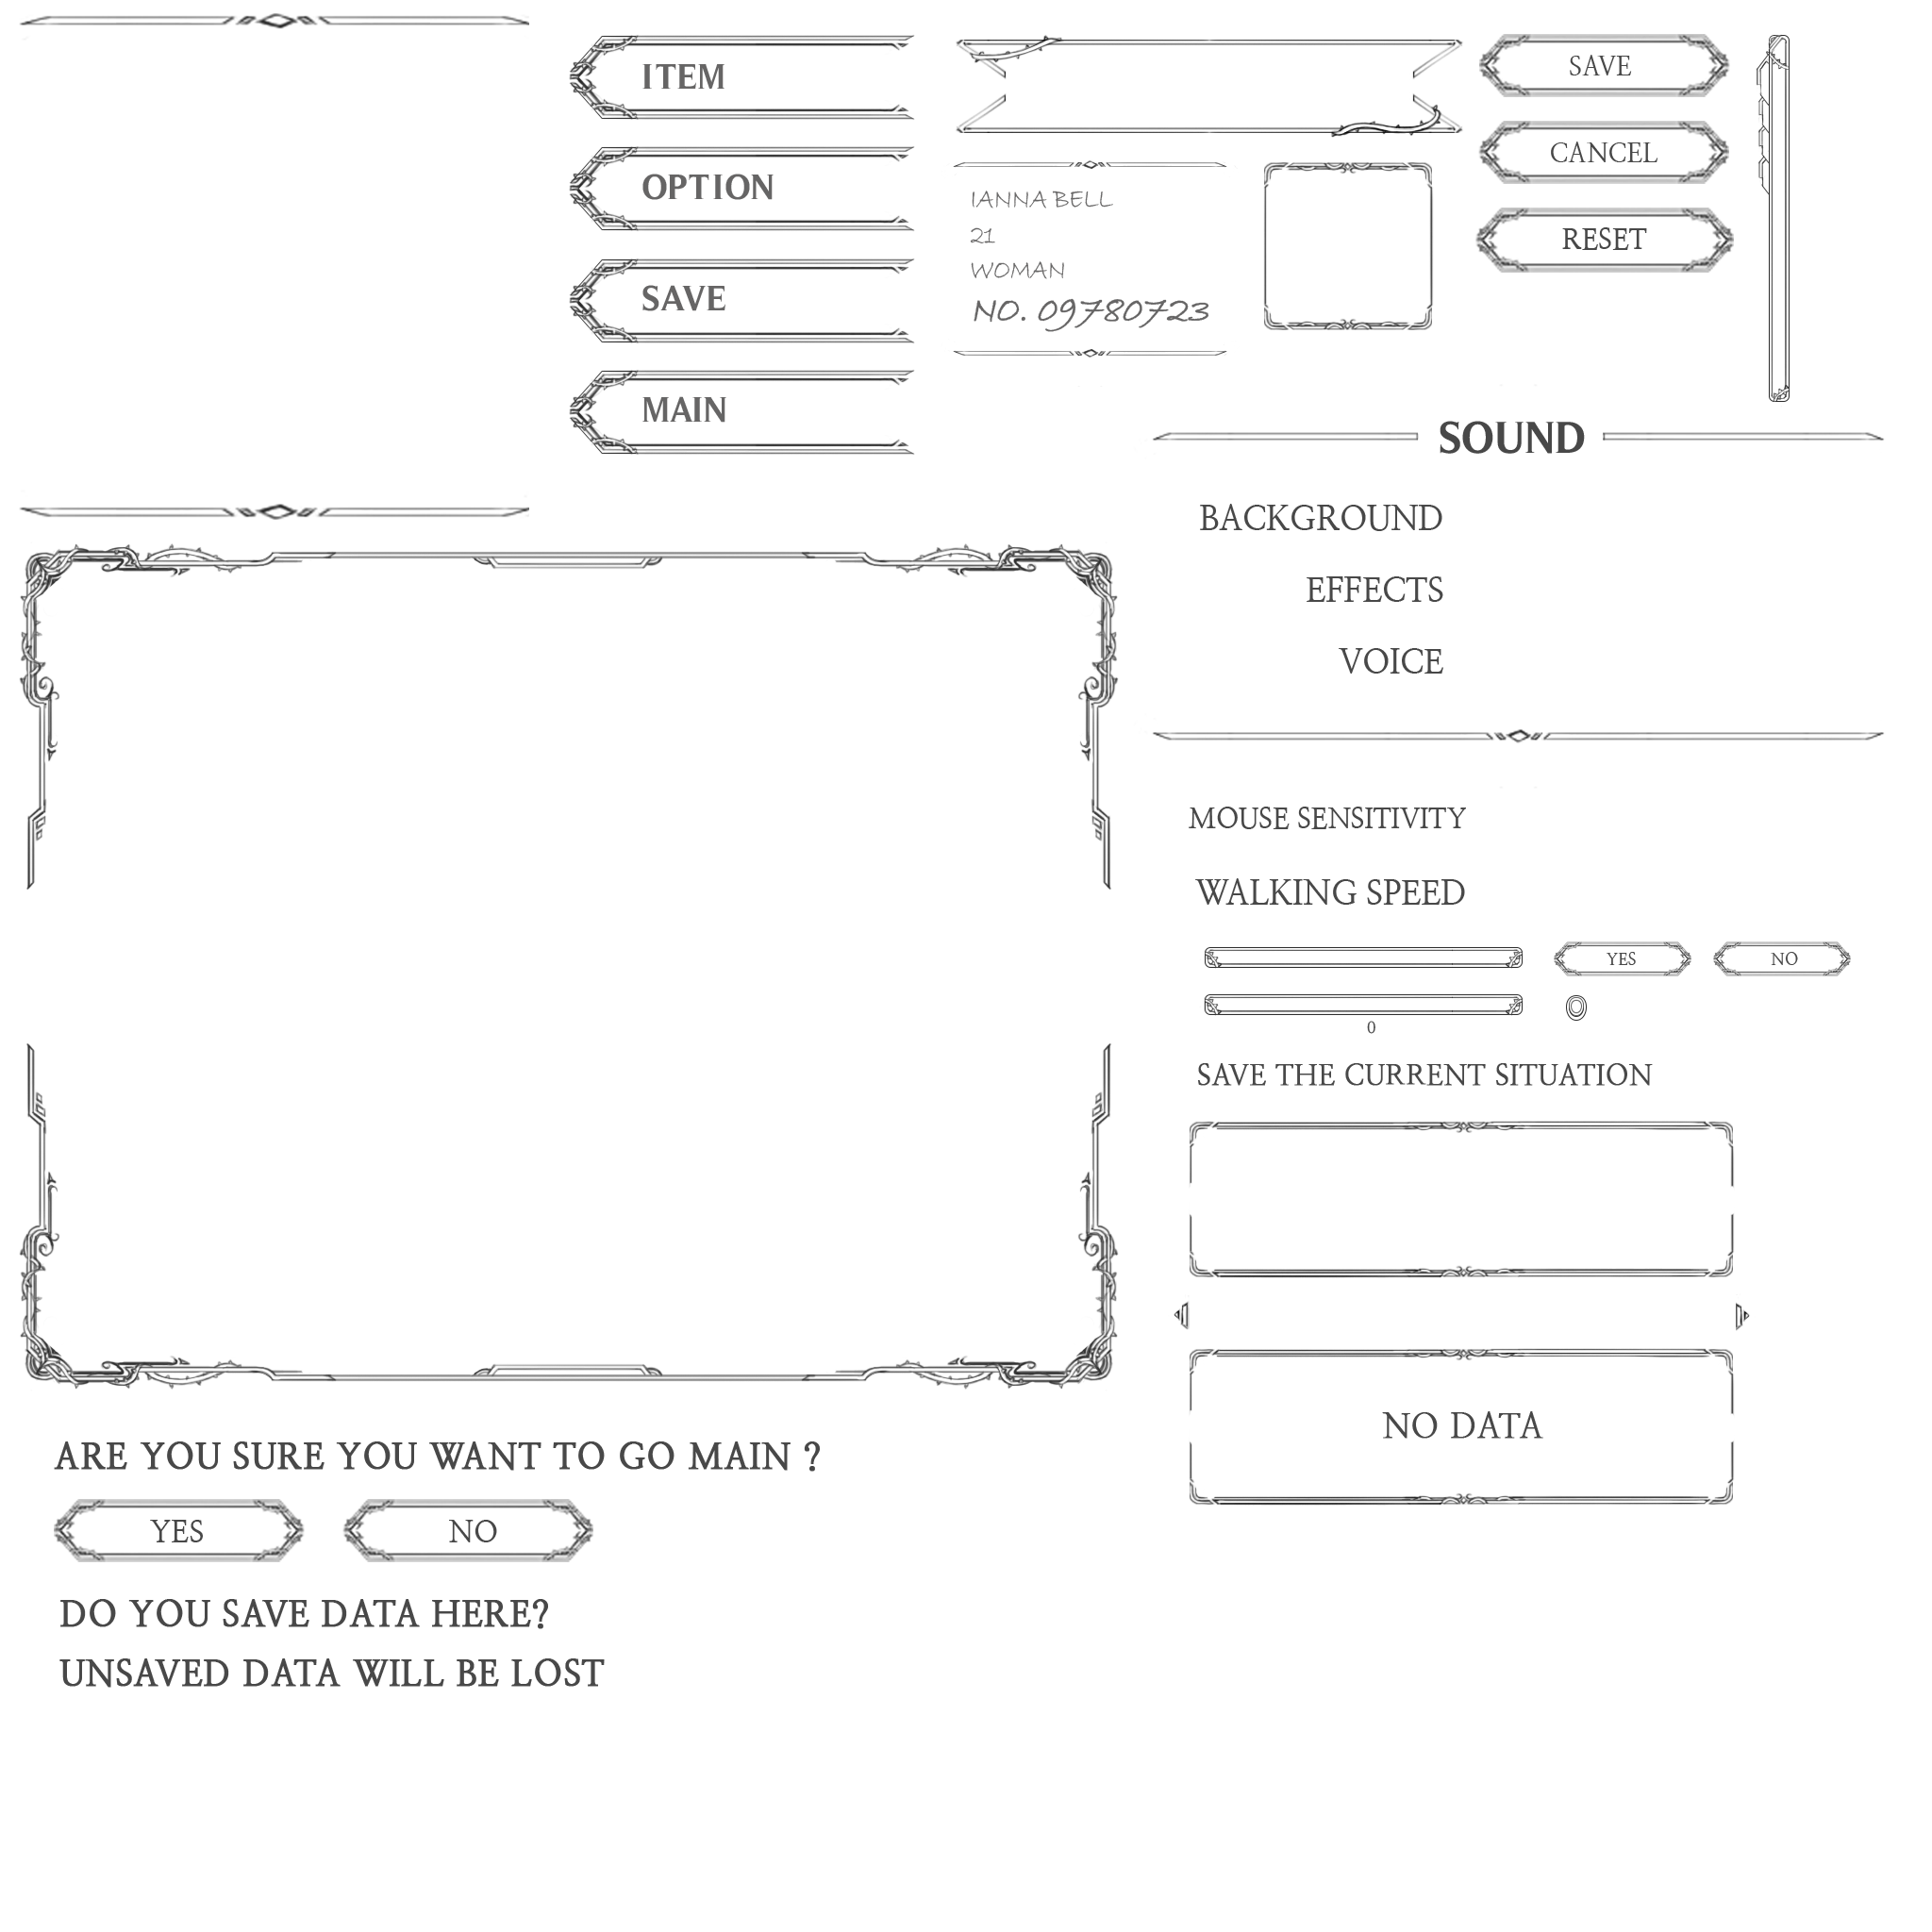 ITEM
OPTION
SAVE
MAIN
IANNA BELL
21
WOMAN
NO. 09780723
SAVE
CANCEL
RESET
SOUND
BACKGROUND
EFFECTS
VOICE
MOUSE SENSITIVITY
WALKING SPEED
YES
NO
0
SAVE THE CURRENT SITUATION
NO DATA
ARE YOU SURE YOU WANT TO GO MAIN ?
YES
NO
DO YOU SAVE DATA HERE?
UNSAVED DATA WILL BE LOST